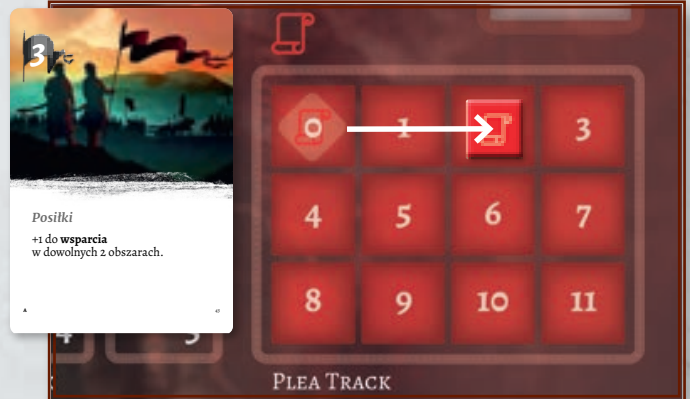 3
Posiłki
+1 do wsparcia
w dowolnych 2 obszarach.
0 1 3
4 5 6 7
8 9 10 11
PLEA TRACK